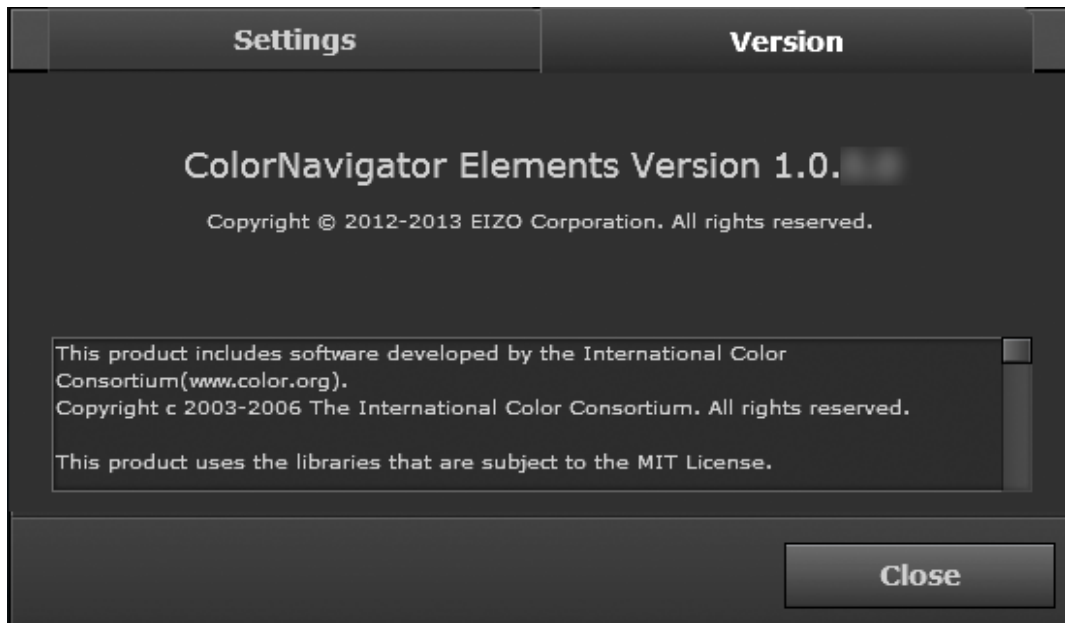 Settings
Version
ColorNavigator Elements Version 1.0.
Copyright © 2012-2013 EIZO Corporation. All rights reserved.
This product includes software developed by the International Color
Consortium(www.color.org).
Copyright c 2003-2006 The International Color Consortium. All rights reserved.
This product uses the libraries that are subject to the MIT License.
Close